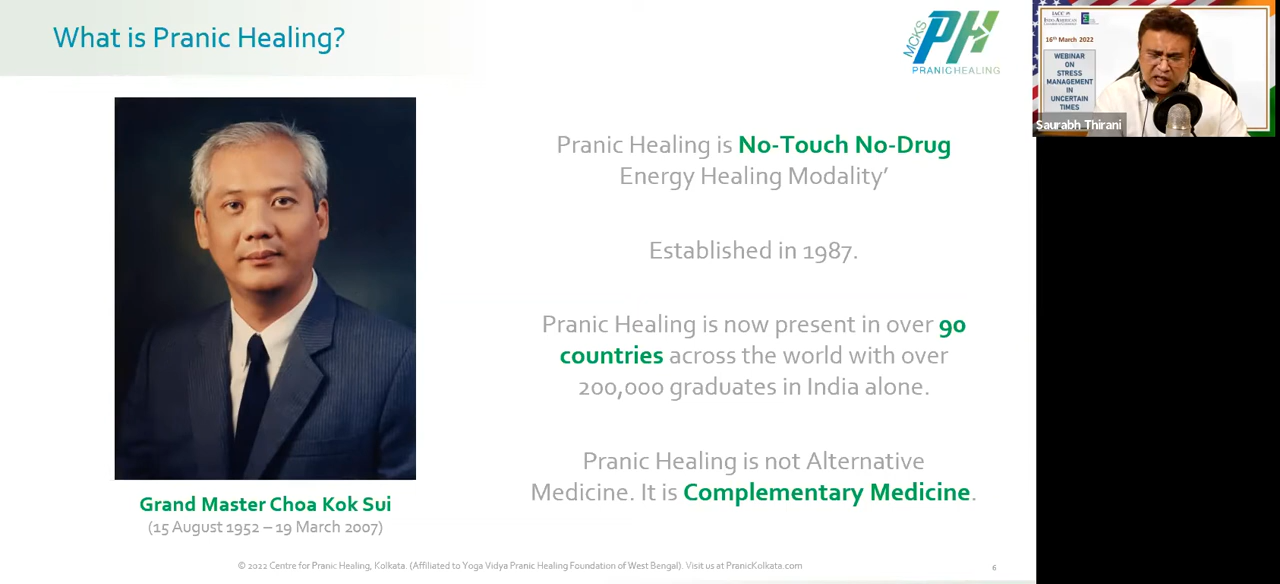 What is Pranic Healing?
MCKS
PH
PRANIC HEALING
Grand Master Choa Kok Sui
(15 August 1952 – 19 March 2007)
Pranic Healing is No-Touch No-Drug
Energy Healing Modality’
Established in 1987.
Pranic Healing is now present in over 90
countries across the world with over
200,000 graduates in India alone.
Pranic Healing is not Alternative
Medicine. It is Complementary Medicine.
© 2022 Centre for Pranic Healing, Kolkata. (Affiliated to Yoga Vidya Pranic Healing Foundation of West Bengal). Visit us at PranicKolkata.com
6
IACC
16th March 2022
WEBINAR
ON
STRESS
MANAGEMENT
IN
UNCERTAIN
TIMES
Saurabh Thirani